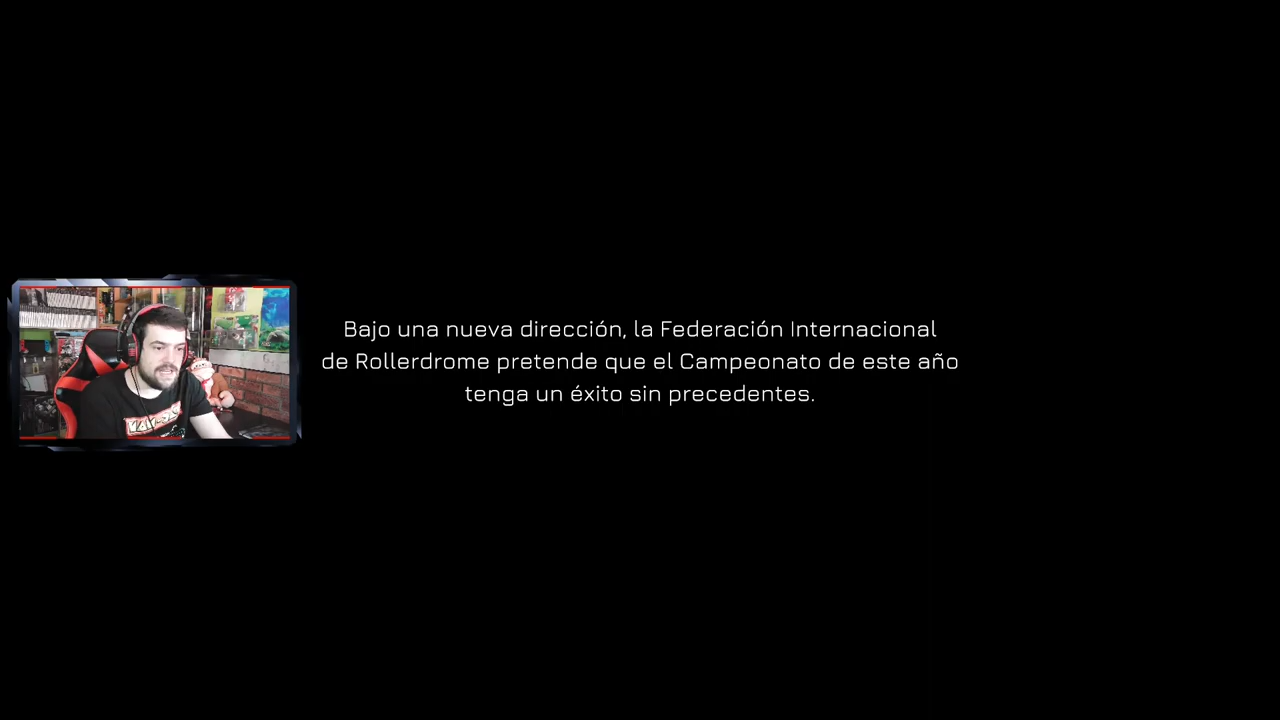 Bajo una nueva dirección, la Federación Internacional
de Rollerdrome pretende que el Campeonato de este año
tenga un éxito sin precedentes.